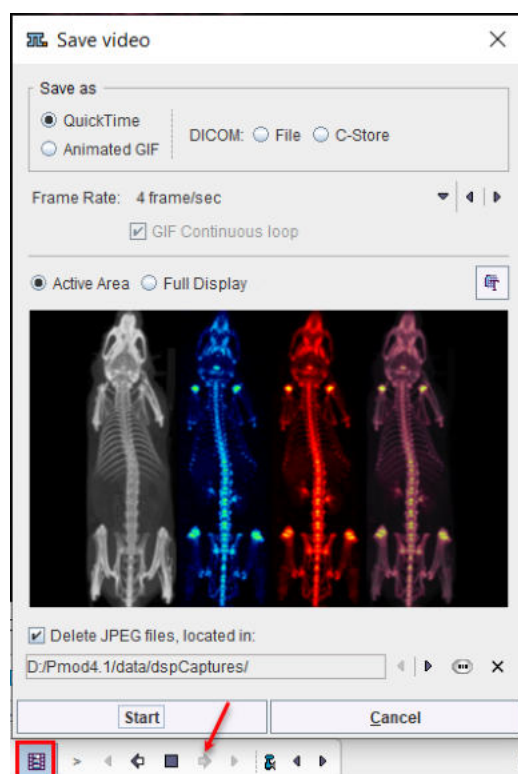 Save video
Save as
QuickTime
Animated GIF
DICOM: File C-Store
Frame Rate: 4 frame/sec
GIF Continuous loop
Active Area Full Display
Delete JPEG files, located in:
D:/Pmod4.1/data/dspCaptures/
Start Cancel